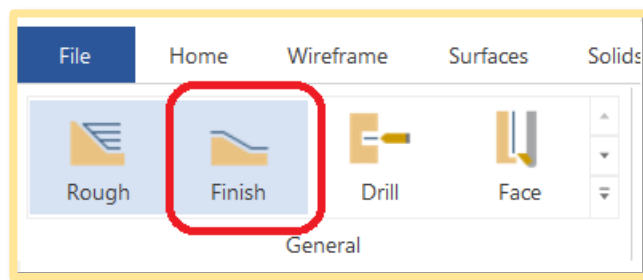 File Home Wireframe Surfaces Solids
Rough Finish Drill Face
General